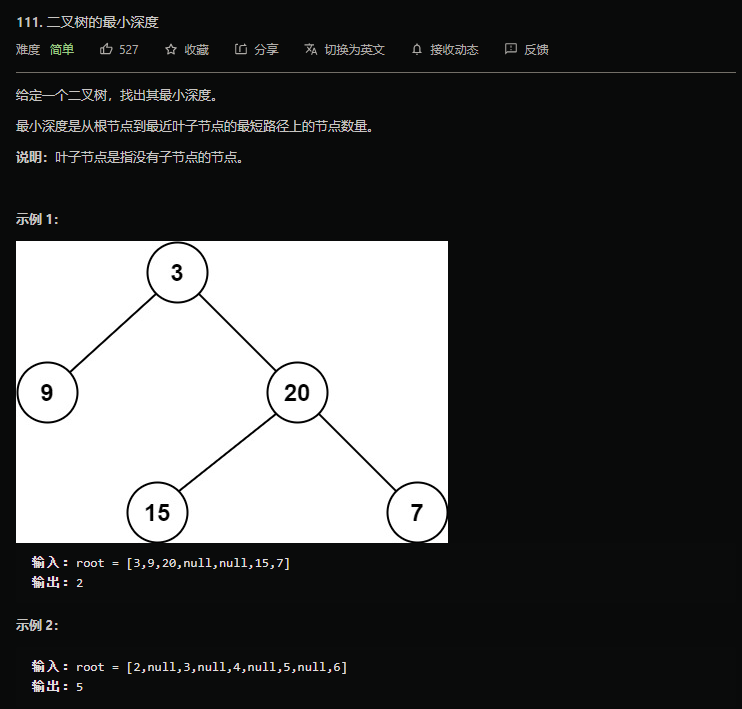 111. 二叉树的最小深度
难度 简单 527 收藏 分享 切换为英文 接收动态 反馈
给定一个二叉树，找出其最小深度。
最小深度是从根节点到最近叶子节点的最短路径上的节点数量。
说明：叶子节点是指没有子节点的节点。
示例 1：
3
9 20
15 7
输入：root = [3,9,20,null,null,15,7]
输出：2
示例 2：
输入：root = [2,null,3,null,4,null,5,null,6]
输出：5